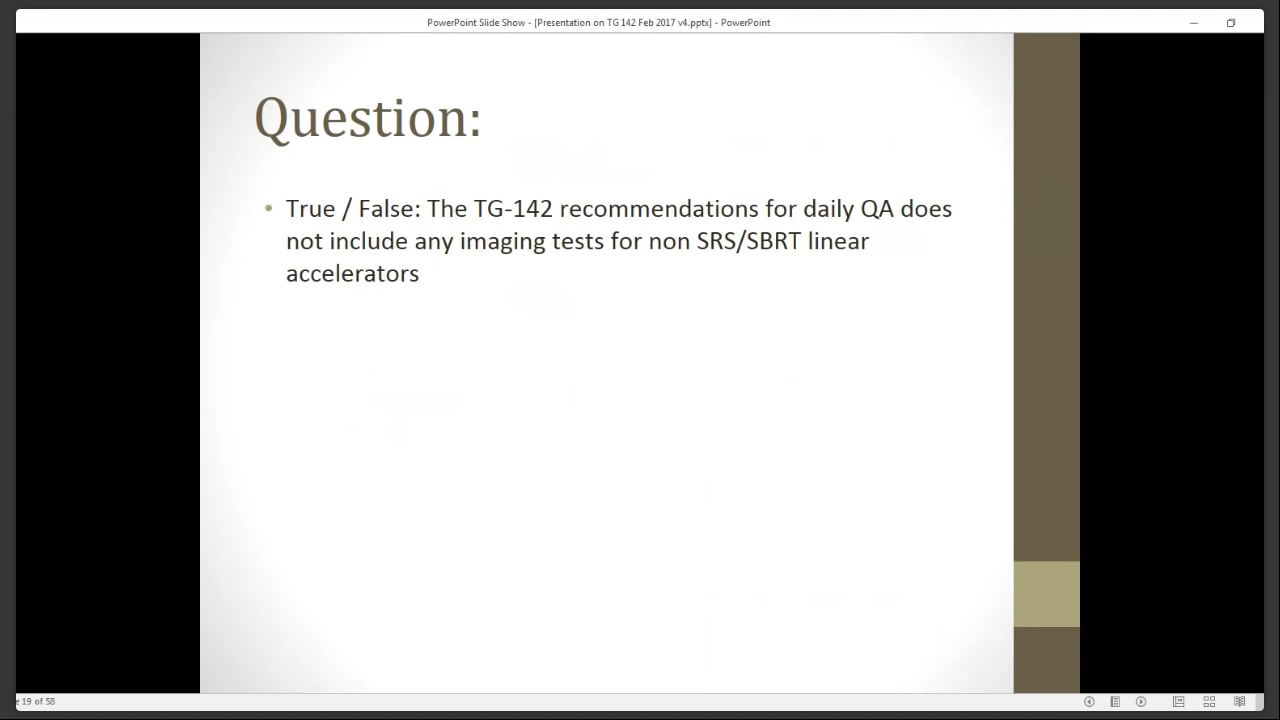 PowerPoint Slide Show - [Presentation on TG 142 Feb 2017 v4.pptx] - PowerPoint
Question:
• True / False: The TG-142 recommendations for daily QA does
not include any imaging tests for non SRS/SBRT linear
accelerators
e 19 of 58